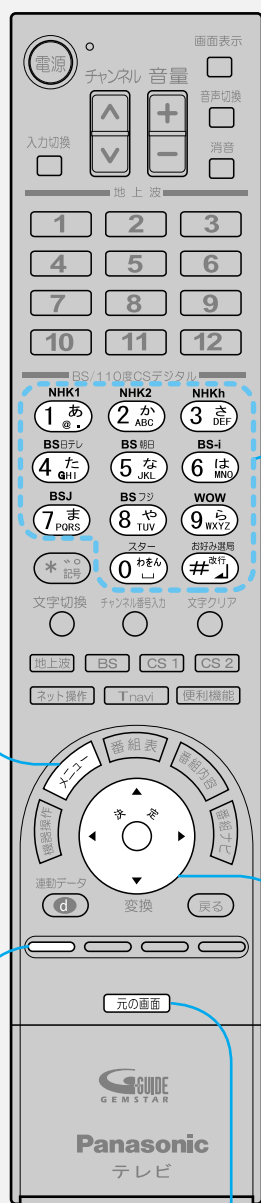 画面表示
電源
チャンネル 音量
音声切換
入力切換
消音
地上波
1 2 3
4 5 6
7 8 9
10 11 12
BS/110度CSデジタル
NHK1 NHK2 NHKh
1 あ @. 2 か ABC 3 さ DEF
BS日テレ BS朝日 BS-i
4 た GHI 5 な JKL 6 は MNO
BSJ BSフジ WOW
7 ま PQRS 8 や TUV 9 ら WXYZ
スター お好み選局
* ゛゜ 記号 0 わをん # 改行
文字切換 チャンネル番号入力 文字クリア
地上波 BS CS 1 CS 2
ネット操作 Tnavi 便利機能
メニュー 番組表 番組内容
機器操作 決定 番組ナビ
連動データ
d 変換 戻る
元の画面
G-GUIDE
GEMSTAR
Panasonic
テレビ